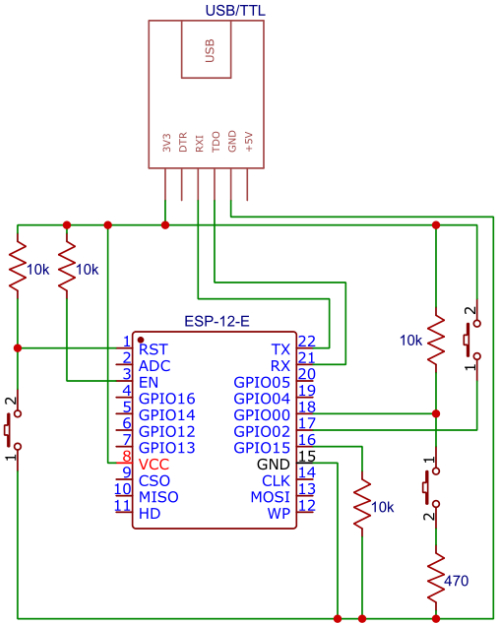 USB/TTL
USB
3V3
DTR
RXI
TDO
GND
+5V
10k
10k
ESP-12-E
1 RST TX 22
2 ADC RX 21
3 EN GPIO05 20
4 GPIO16 GPIO04 19
5 GPIO14 GPIO00 18
6 GPIO12 GPIO02 17
7 GPIO13 GPIO15 16
8 VCC GND 15
9 CSO CLK 14
10 MISO MOSI 13
11 HD WP 12
2
1
10k
2
1
10k
1
2
470